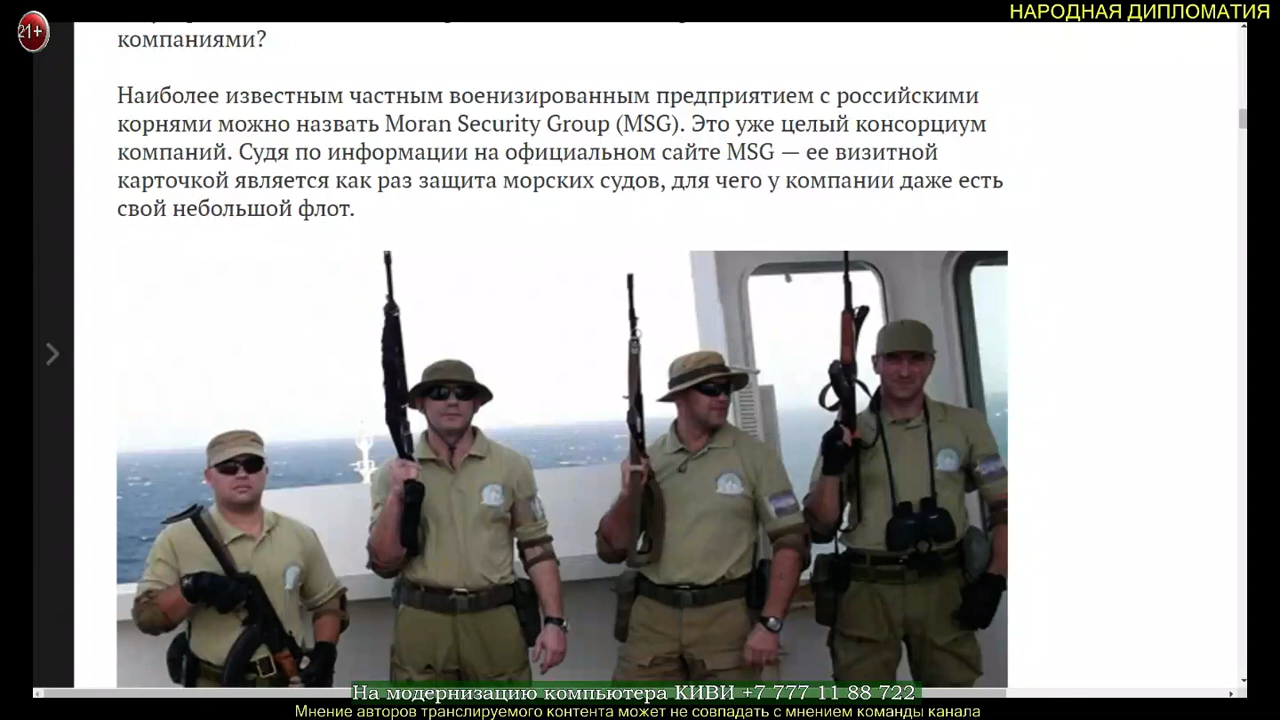 НАРОДНАЯ ДИПЛОМАТИЯ
21+
компаниями?
Наиболее известным частным военизированным предприятием с российскими
корнями можно назвать Moran Security Group (MSG). Это уже целый консорциум
компаний. Судя по информации на официальном сайте MSG — ее визитной
карточкой является как раз защита морских судов, для чего у компании даже есть
свой небольшой флот.
На модернизацию компьютера КИВИ +7 777 11 88 722
Мнение авторов транслируемого контента может не совпадать с мнением команды канала